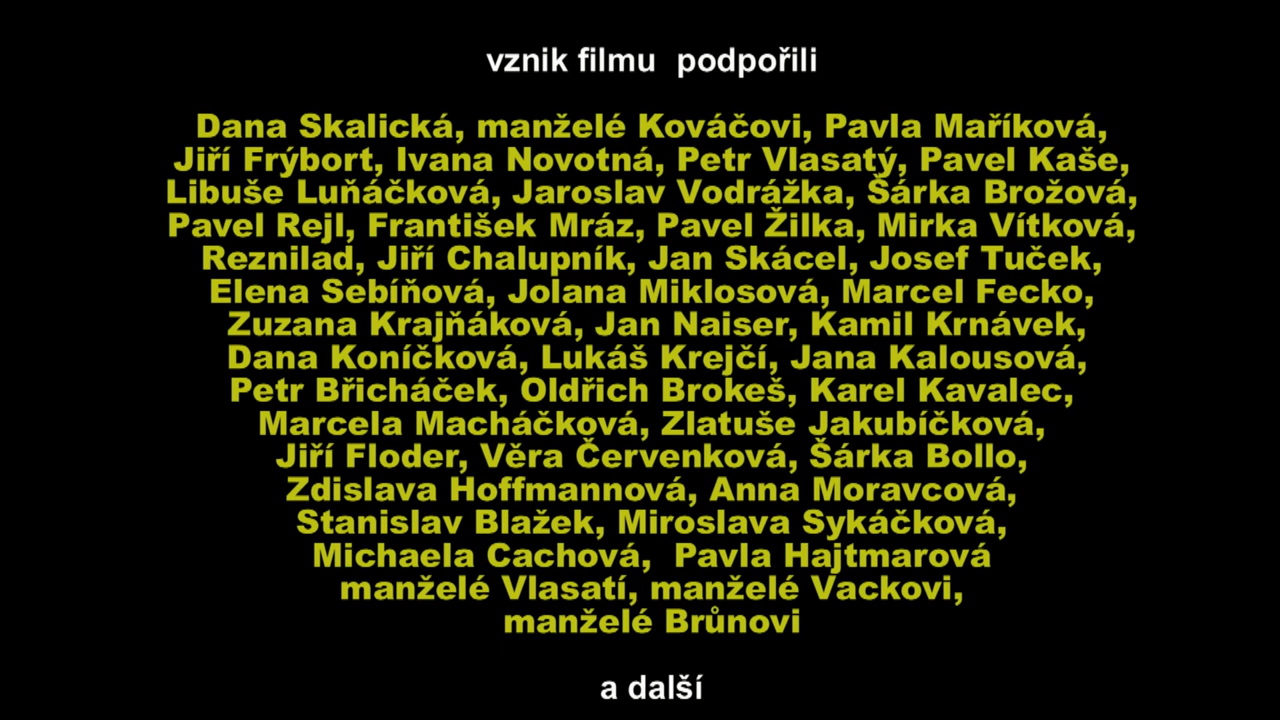 vznik filmu podpořili
Dana Skalická, manželé Kováčovi, Pavla Maříková,
Jiří Frýbort, Ivana Novotná, Petr Vlasatý, Pavel Kaše,
Libuše Luňáčková, Jaroslav Vodrážka, Šárka Brožová,
Pavel Rejl, František Mráz, Pavel Žilka, Mirka Vítková,
Reznilad, Jiří Chalupník, Jan Skácel, Josef Tuček,
Elena Sebíňová, Jolana Miklosová, Marcel Fecko,
Zuzana Krajňáková, Jan Naiser, Kamil Krnávek,
Dana Koníčková, Lukáš Krejčí, Jana Kalousová,
Petr Břicháček, Oldřich Brokeš, Karel Kavalec,
Marcela Macháčková, Zlatuše Jakubíčková,
Jiří Floder, Věra Červenková, Šárka Bollo,
Zdislava Hoffmannová, Anna Moravcová,
Stanislav Blažek, Miroslava Sykáčková,
Michaela Cachová, Pavla Hajtmarová
manželé Vlasatí, manželé Vackovi,
manželé Brůnovi
a další